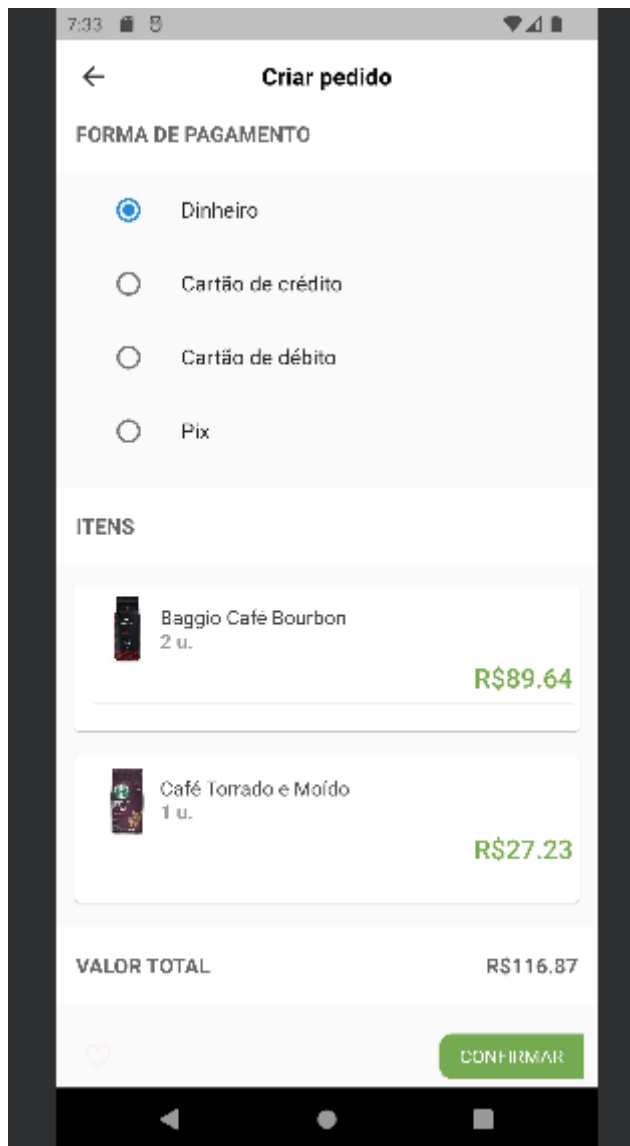 7:33
Criar pedido
FORMA DE PAGAMENTO
Dinheiro
Cartão de crédito
Cartão de débito
Pix
ITENS
Baggio Café Bourbon
2 u.
R$89.64
Café Torrado e Moído
1 u.
R$27.23
VALOR TOTAL R$116.87
CONFIRMAR